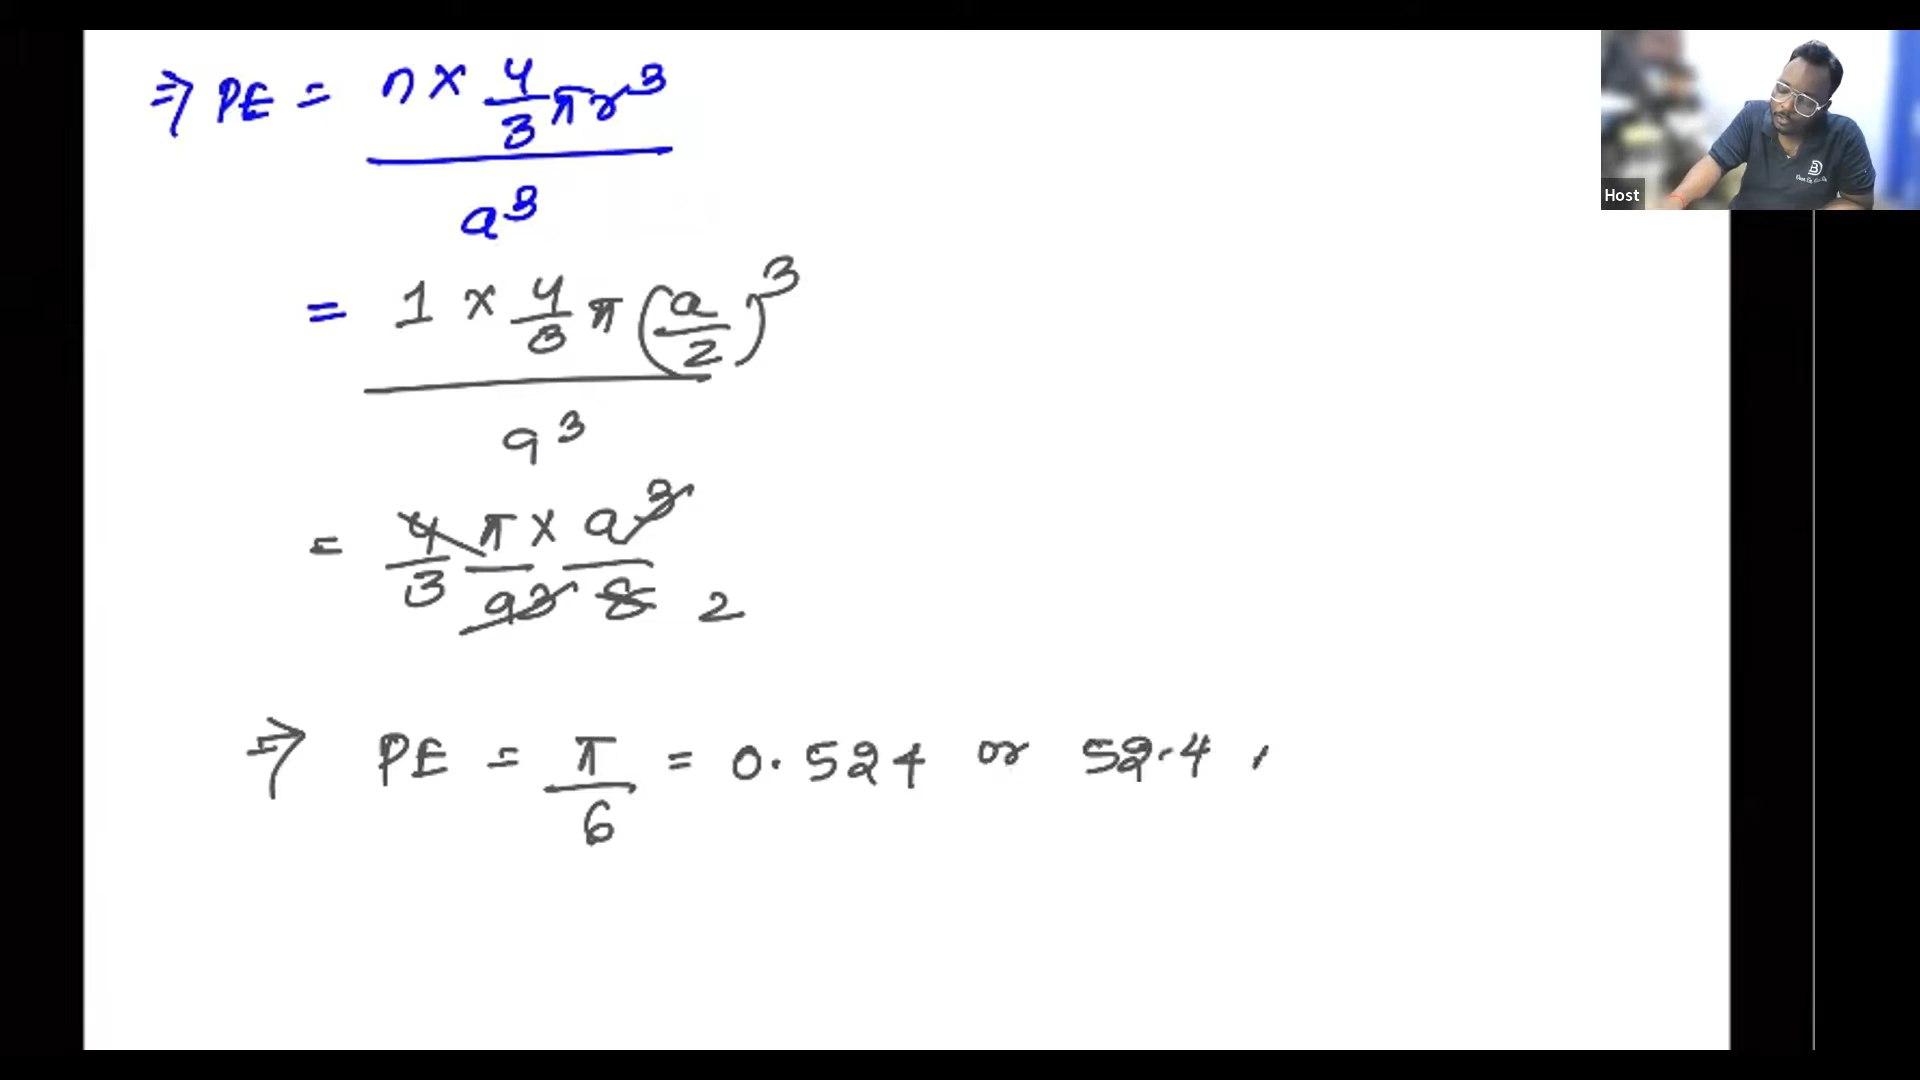 ⇒ PE = n × 4/3 πr³
a³
= 1 × 4/3 π (a/2)³
a³
= 4/3 π/a³ × a³/8 2
⇒ PE = π/6 = 0.524 or 52.4
Host